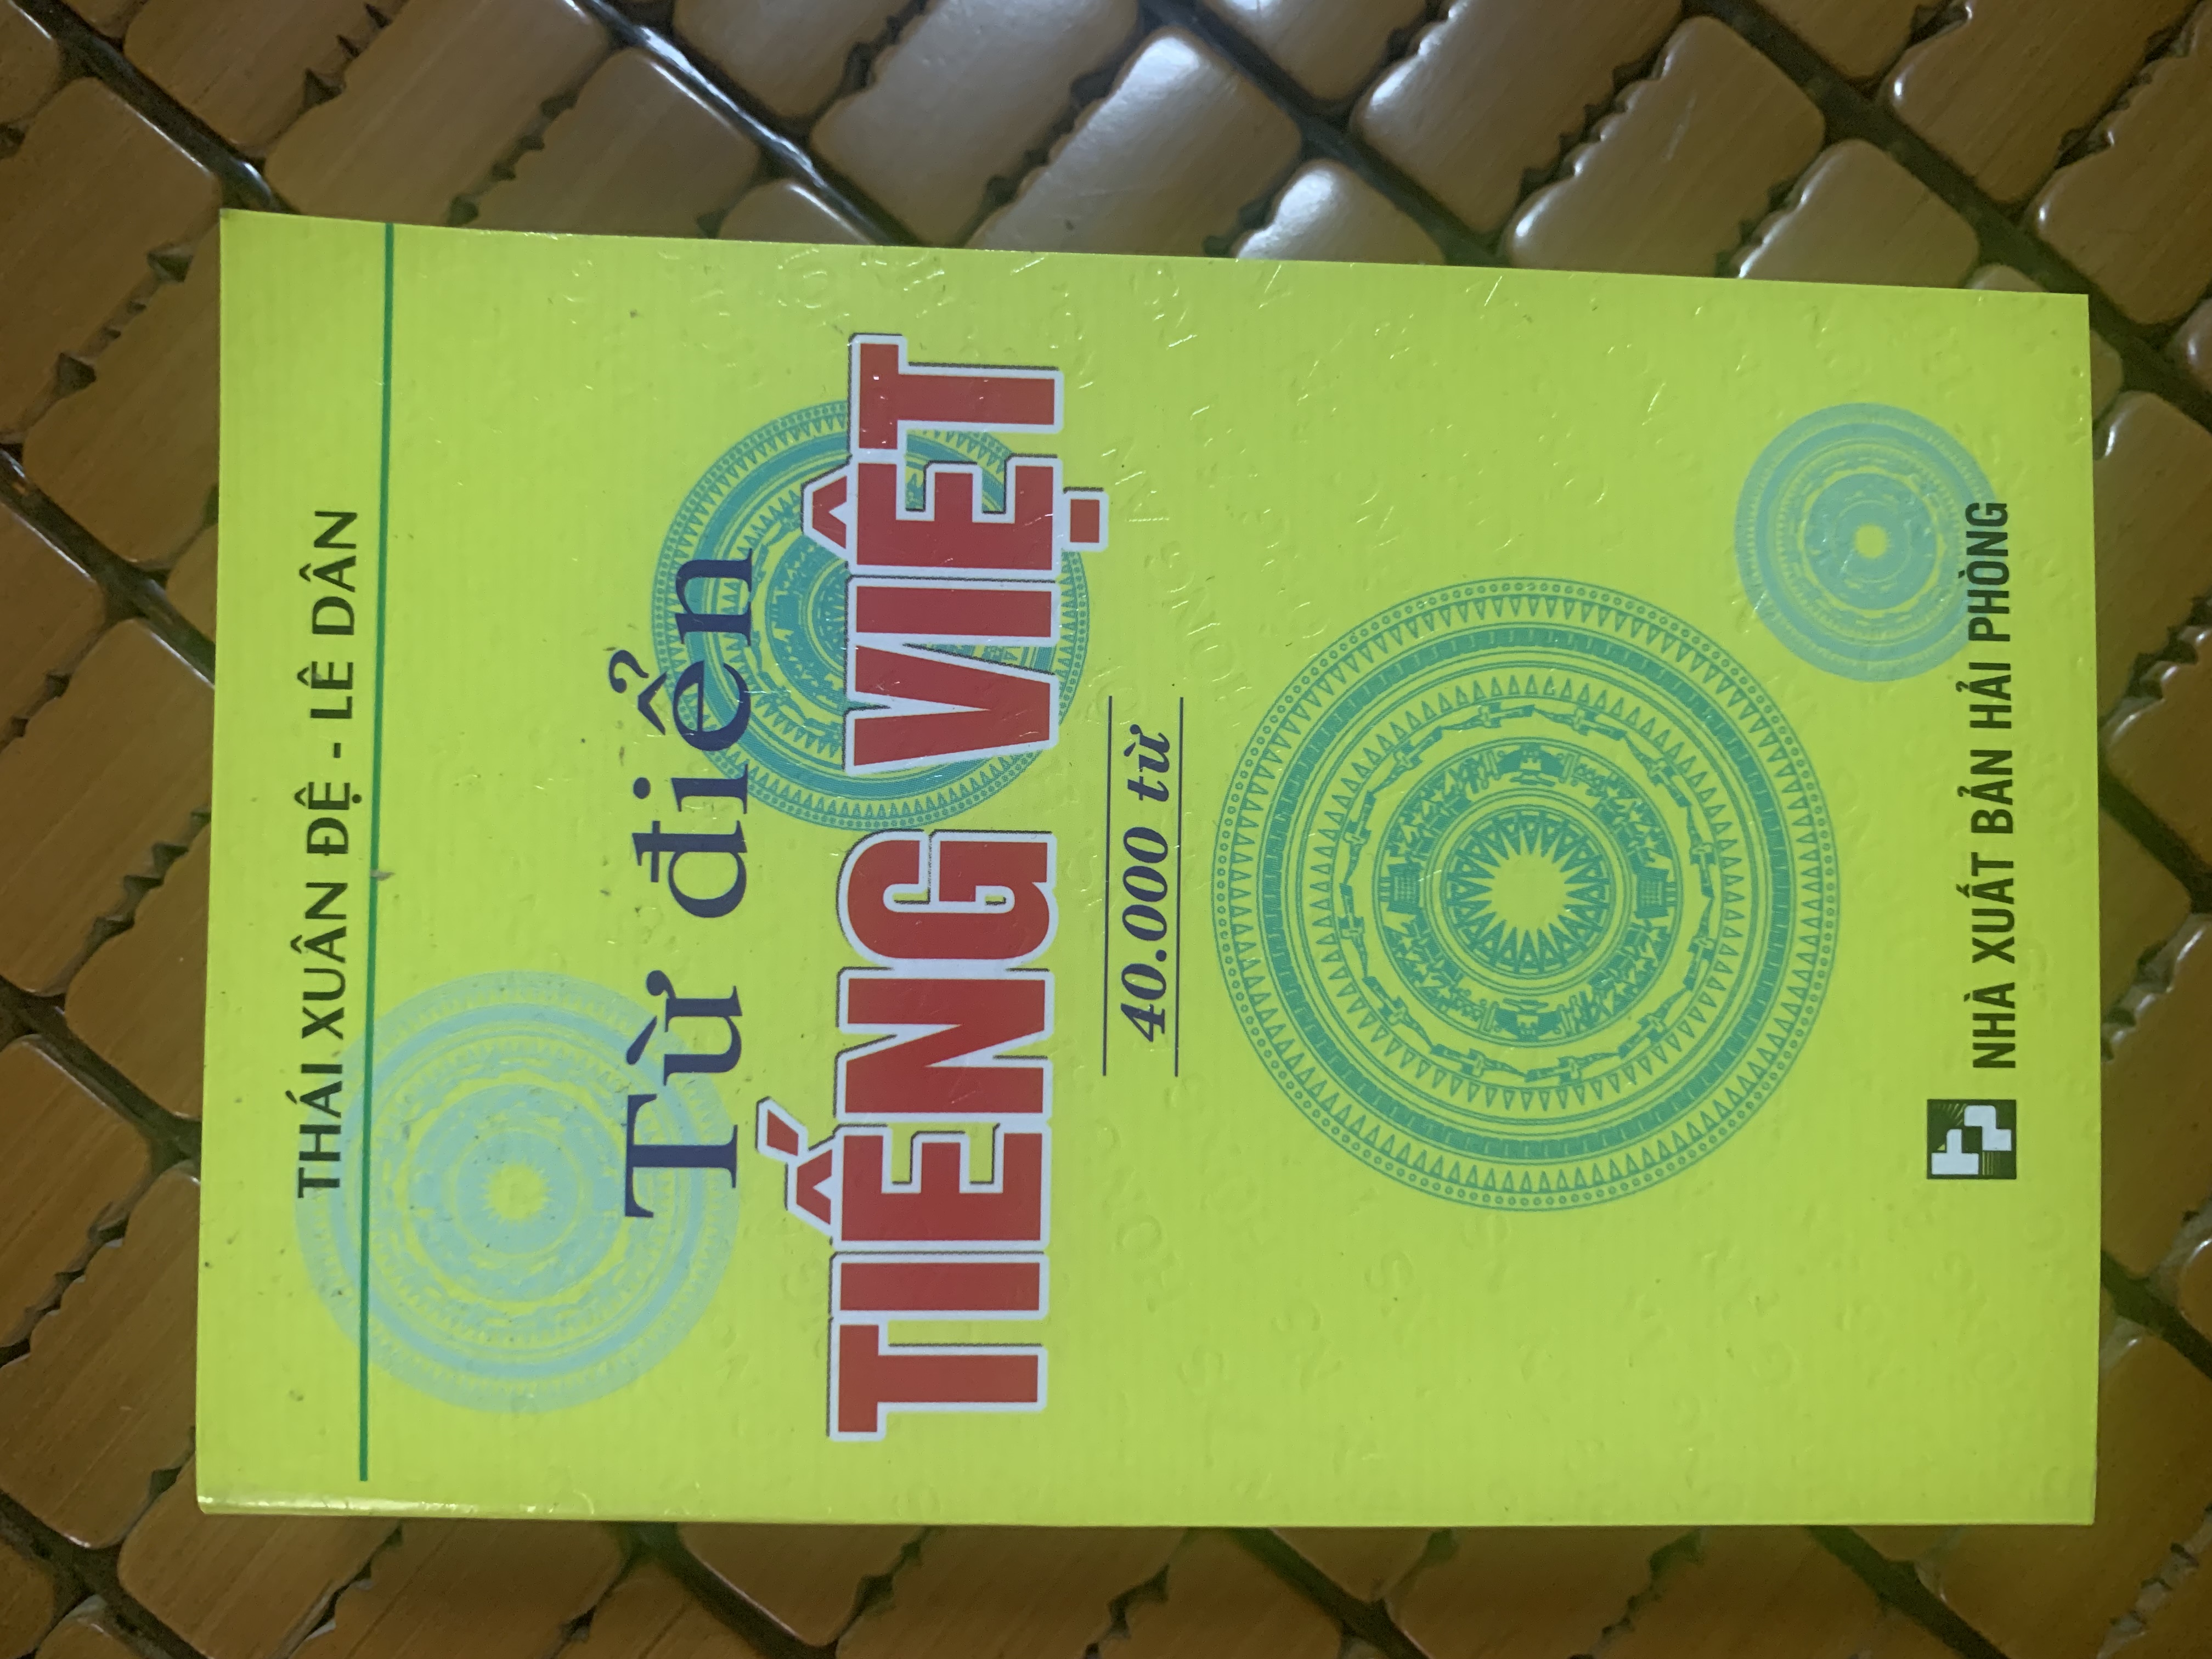 THÁI XUÂN ĐỆ - LÊ DÂN
Từ điển
TIẾNG VIỆT
40.000 từ
NHÀ XUẤT BẢN HẢI PHÒNG